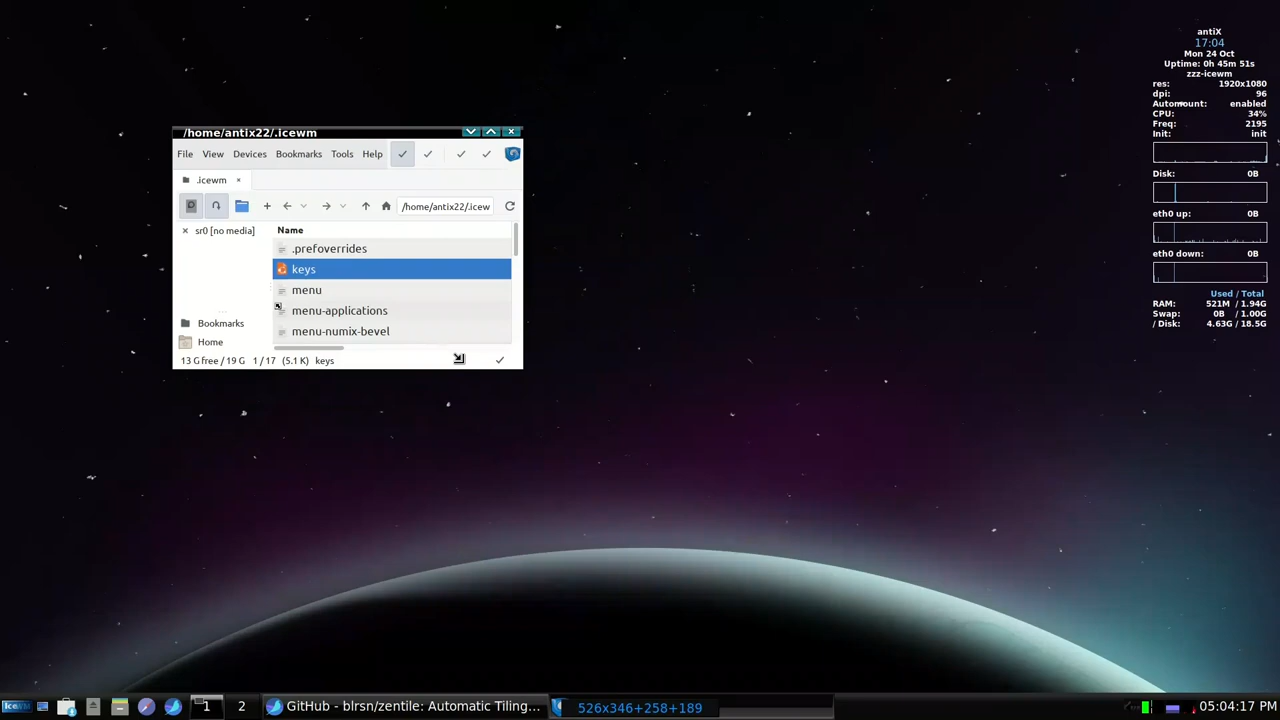 antiX
17:04
Mon 24 Oct
Uptime: 0h 45m 51s
zzz-icewm
res: 1920x1080
dpi: 96
Automount: enabled
CPU: 34%
Freq: 2195
Init: init
Disk: 0B
eth0 up: 0B
eth0 down: 0B
Used / Total
RAM: 521M / 1.94G
Swap: 0B / 1.00G
/ Disk: 4.63G / 18.5G
/home/antix22/.icewm
File View Devices Bookmarks Tools Help
.icewm
/home/antix22/.icew
sr0 [no media]
Name
.prefoverrides
keys
menu
menu-applications
menu-numix-bevel
Bookmarks
Home
13 G free / 19 G 1 / 17 (5.1 K) keys
IceWM 1 2 GitHub - blrsn/zentile: Automatic Tiling... 526x346+258+189 05:04:17 PM